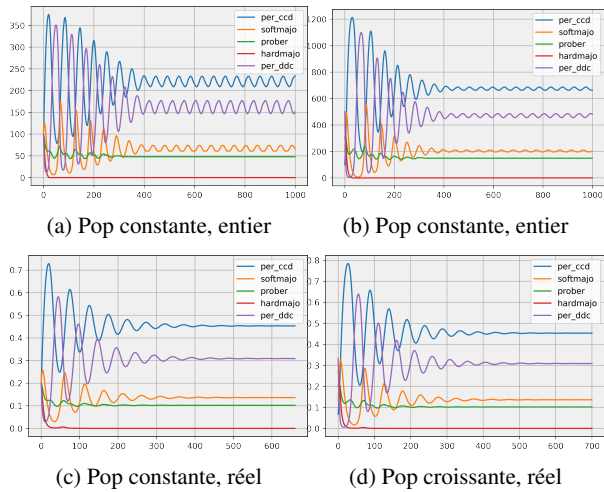 350
300
250
200
150
100
50
0
per_ccd
softmajo
prober
hardmajo
per_ddc
0 200 400 600 800 1000
(a) Pop constante, entier
1200
1000
800
600
400
200
0
per_ccd
softmajo
prober
hardmajo
per_ddc
0 200 400 600 800 1000
(b) Pop constante, entier
0.7
0.6
0.5
0.4
0.3
0.2
0.1
0.0
per_ccd
softmajo
prober
hardmajo
per_ddc
0 100 200 300 400 500 600
(c) Pop constante, réel
0.8
0.7
0.6
0.5
0.4
0.3
0.2
0.1
0.0
per_ccd
softmajo
prober
hardmajo
per_ddc
0 100 200 300 400 500 600 700
(d) Pop croissante, réel